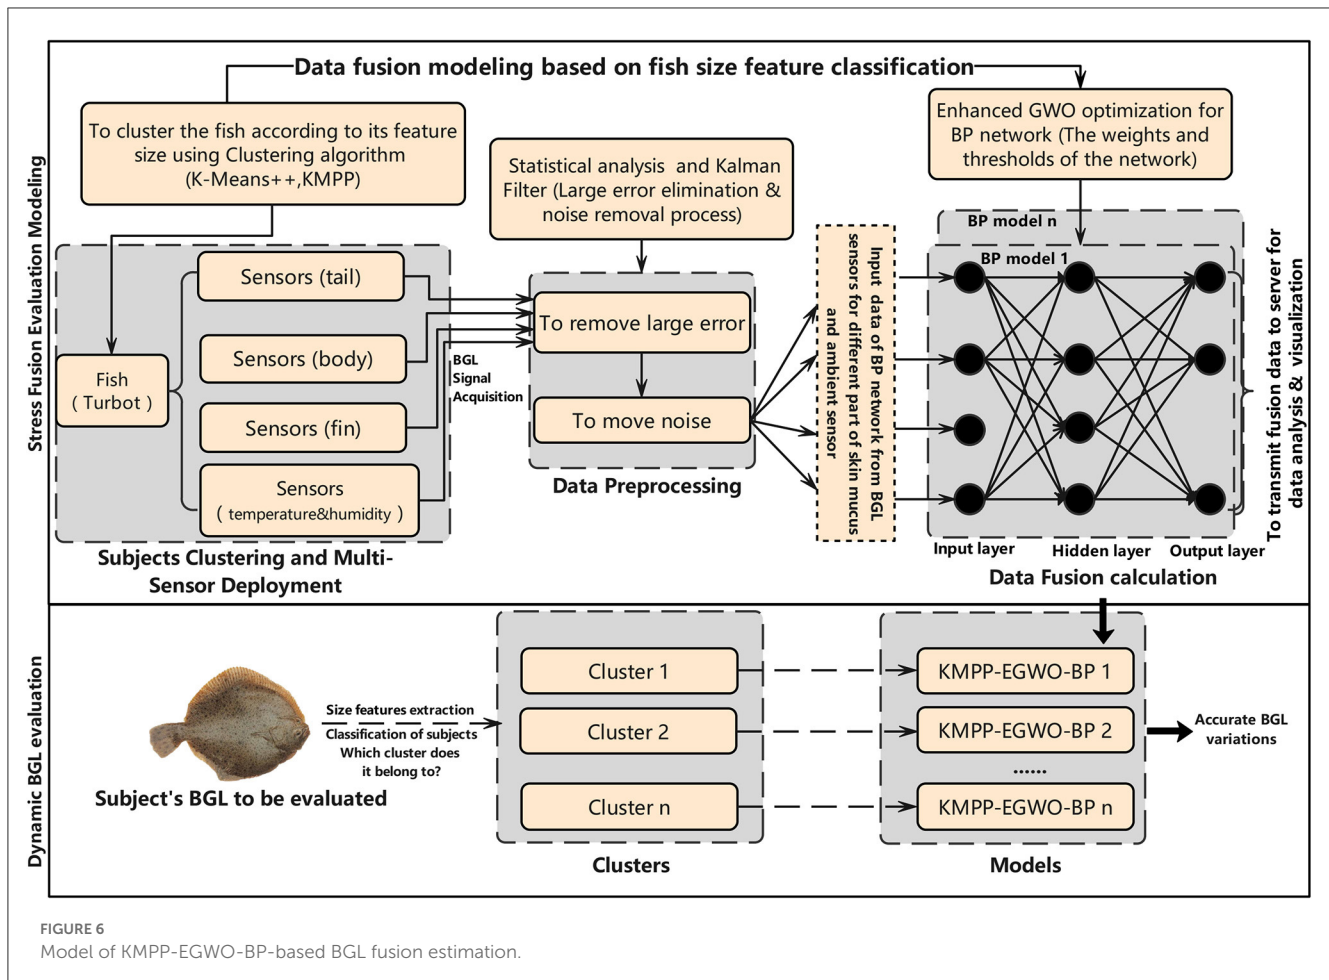 Data fusion modeling based on fish size feature classification
To cluster the fish according to its feature
size using Clustering algorithm
(K-Means++,KMPP)
Enhanced GWO optimization for
BP network (The weights and
thresholds of the network)
Statistical analysis and Kalman
Filter (Large error elimination &
noise removal process)
Stress Fusion Evaluation Modeling
Fish
( Turbot )
Sensors (tail)
Sensors (body)
Sensors (fin)
Sensors
( temperature&humidity )
BGL
Signal
Acquisition
Subjects Clustering and Multi-
Sensor Deployment
To remove large error
To move noise
Data Preprocessing
Input data of BP network from BGL
sensors for different part of skin mucus
and ambient sensor
BP model n
BP model 1
Input layer
Hidden layer
Output layer
Data Fusion calculation
To transmit fusion data to server for
data analysis & visualization
Dynamic BGL evaluation
Size features extraction
Classification of subjects
Which cluster does
it belong to?
Subject's BGL to be evaluated
Cluster 1
Cluster 2
Cluster n
Clusters
KMPP-EGWO-BP 1
KMPP-EGWO-BP 2
......
KMPP-EGWO-BP n
Models
Accurate BGL
variations
FIGURE 6
Model of KMPP-EGWO-BP-based BGL fusion estimation.